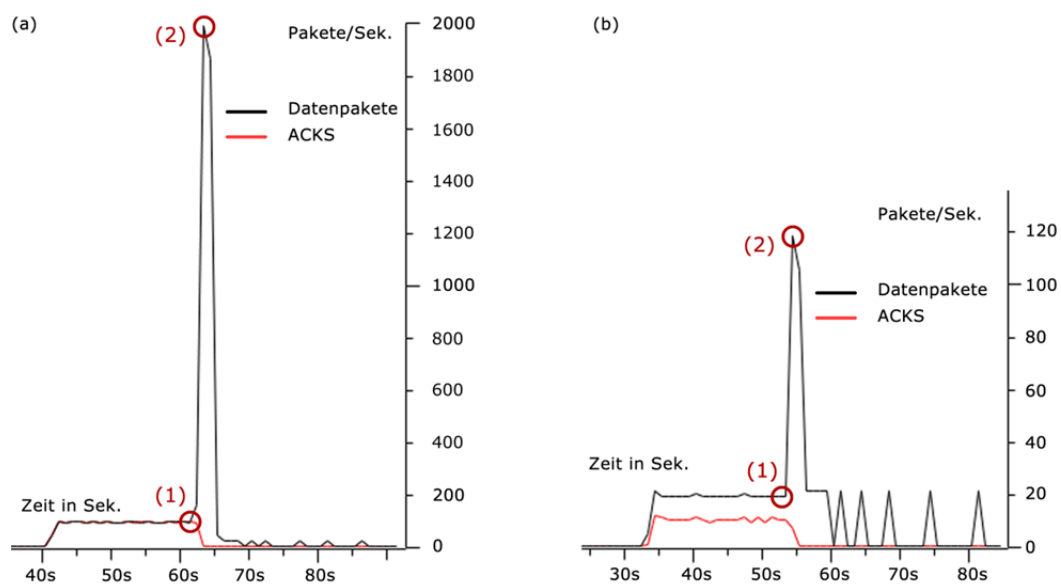 (a)
(2)
Pakete/Sek.
Datenpakete
ACKS
2000
1800
1600
1400
1200
1000
800
600
400
200
0
(1)
Zeit in Sek.
40s
50s
60s
70s
80s
(b)
Pakete/Sek.
(2)
Datenpakete
ACKS
120
100
80
60
40
20
0
Zeit in Sek.
(1)
30s
40s
50s
60s
70s
80s